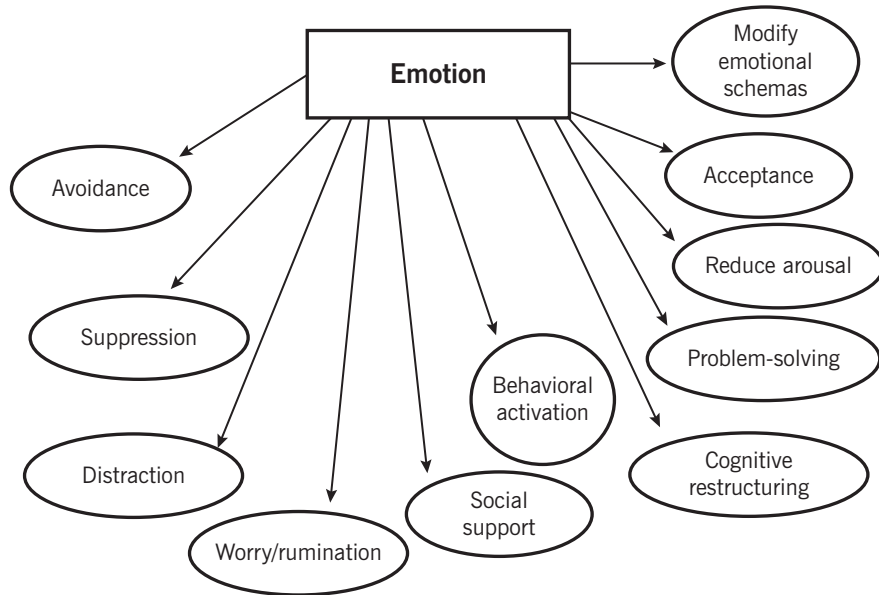 Emotion
Modify
emotional
schemas
Avoidance
Acceptance
Reduce arousal
Suppression
Problem-solving
Behavioral
activation
Distraction
Cognitive
restructuring
Social
support
Worry/rumination